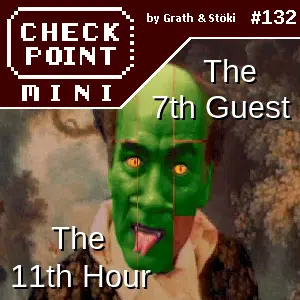 CHECK
POINT
MINI
by Grath & Stöki #132
The
7th Guest
The
11th Hour